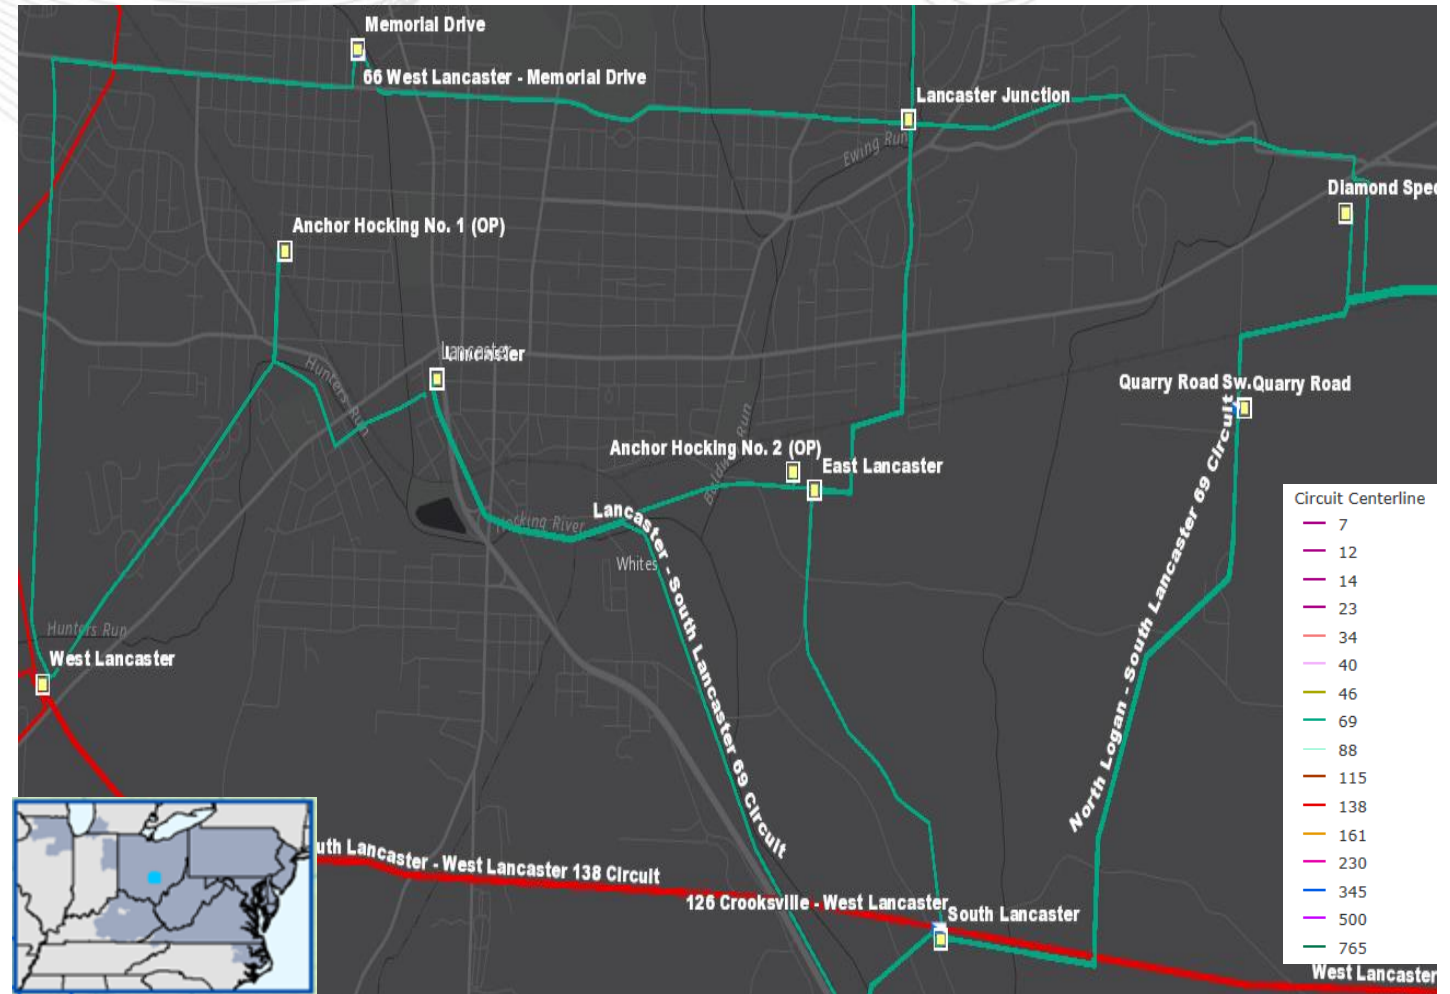 Memorial Drive
66 West Lancaster - Memorial Drive
Lancaster Junction
Ewing Run
Diamond Spec
Anchor Hocking No. 1 (OP)
Lancaster
Hunters Run
Quarry Road Sw.
Quarry Road
Anchor Hocking No. 2 (OP)
East Lancaster
Run
ocking River
Whites
Lancaster - South Lancaster 69 Circuit
North Logan - South Lancaster 69 Circuit
Hunters Run
West Lancaster
uth Lancaster - West Lancaster 138 Circuit
126 Crooksville - West Lancaster
South Lancaster
West Lancaster
Circuit Centerline
7
12
14
23
34
40
46
69
88
115
138
161
230
345
500
765